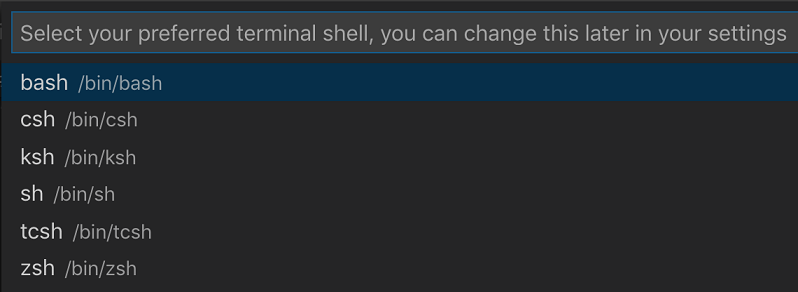 Select your preferred terminal shell, you can change this later in your settings
bash /bin/bash
csh /bin/csh
ksh /bin/ksh
sh /bin/sh
tcsh /bin/tcsh
zsh /bin/zsh